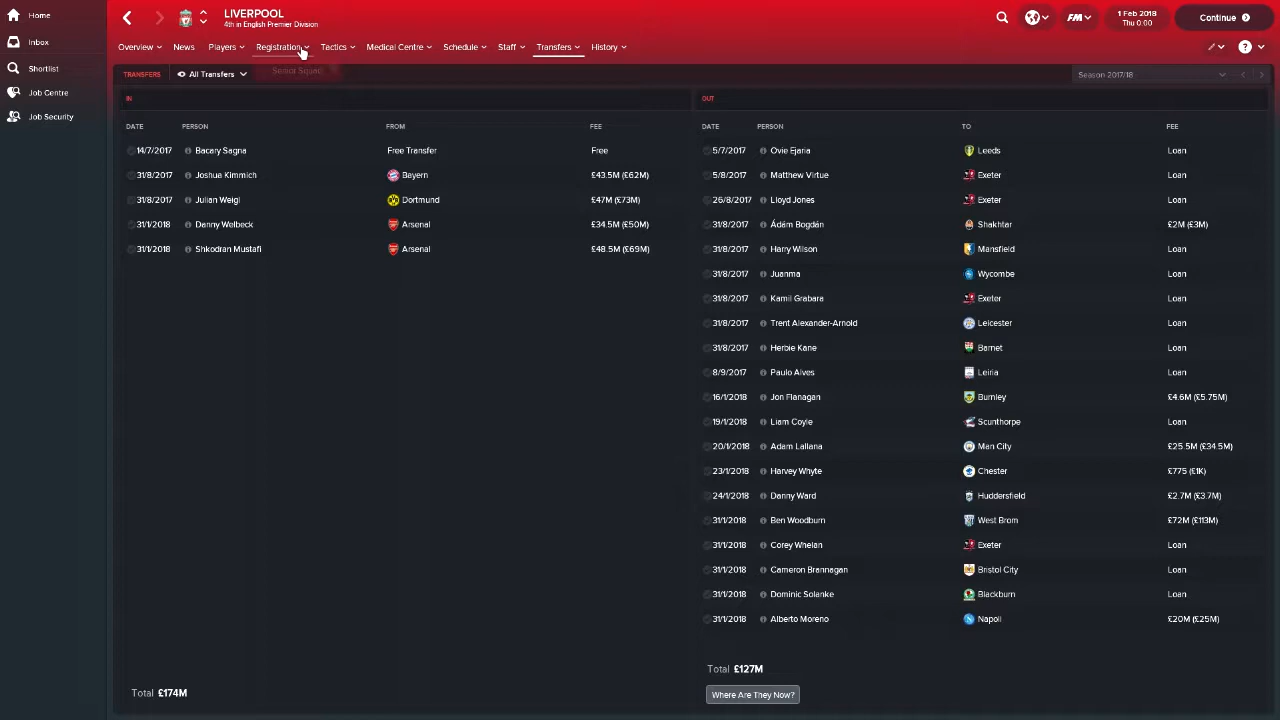 Home
Inbox
Shortlist
Job Centre
Job Security
LIVERPOOL
4th in English Premier Division
FM
1 Feb 2018
Thu 0:00
Continue
Overview News Players Registration Tactics Medical Centre Schedule Staff Transfers History
?
Senior Squad
TRANSFERS All Transfers Season 2017/18
IN
DATE PERSON FROM FEE
14/7/2017 Bacary Sagna Free Transfer Free
31/8/2017 Joshua Kimmich Bayern £43.5M (£62M)
31/8/2017 Julian Weigl Dortmund £47M (£73M)
31/1/2018 Danny Welbeck Arsenal £34.5M (£50M)
31/1/2018 Shkodran Mustafi Arsenal £48.5M (£69M)
Total £174M
OUT
DATE PERSON TO FEE
5/7/2017 Ovie Ejaria Leeds Loan
5/8/2017 Matthew Virtue Exeter Loan
26/8/2017 Lloyd Jones Exeter Loan
31/8/2017 Ádám Bogdán Shakhtar £2M (£3M)
31/8/2017 Harry Wilson Mansfield Loan
31/8/2017 Juanma Wycombe Loan
31/8/2017 Kamil Grabara Exeter Loan
31/8/2017 Trent Alexander-Arnold Leicester Loan
31/8/2017 Herbie Kane Barnet Loan
8/9/2017 Paulo Alves Leiria Loan
16/1/2018 Jon Flanagan Burnley £4.6M (£5.75M)
19/1/2018 Liam Coyle Scunthorpe Loan
20/1/2018 Adam Lallana Man City £25.5M (£34.5M)
23/1/2018 Harvey Whyte Chester £775 (£1K)
24/1/2018 Danny Ward Huddersfield £2.7M (£3.7M)
31/1/2018 Ben Woodburn West Brom £72M (£113M)
31/1/2018 Corey Whelan Exeter Loan
31/1/2018 Cameron Brannagan Bristol City Loan
31/1/2018 Dominic Solanke Blackburn Loan
31/1/2018 Alberto Moreno Napoli £20M (£25M)
Total £127M
Where Are They Now?